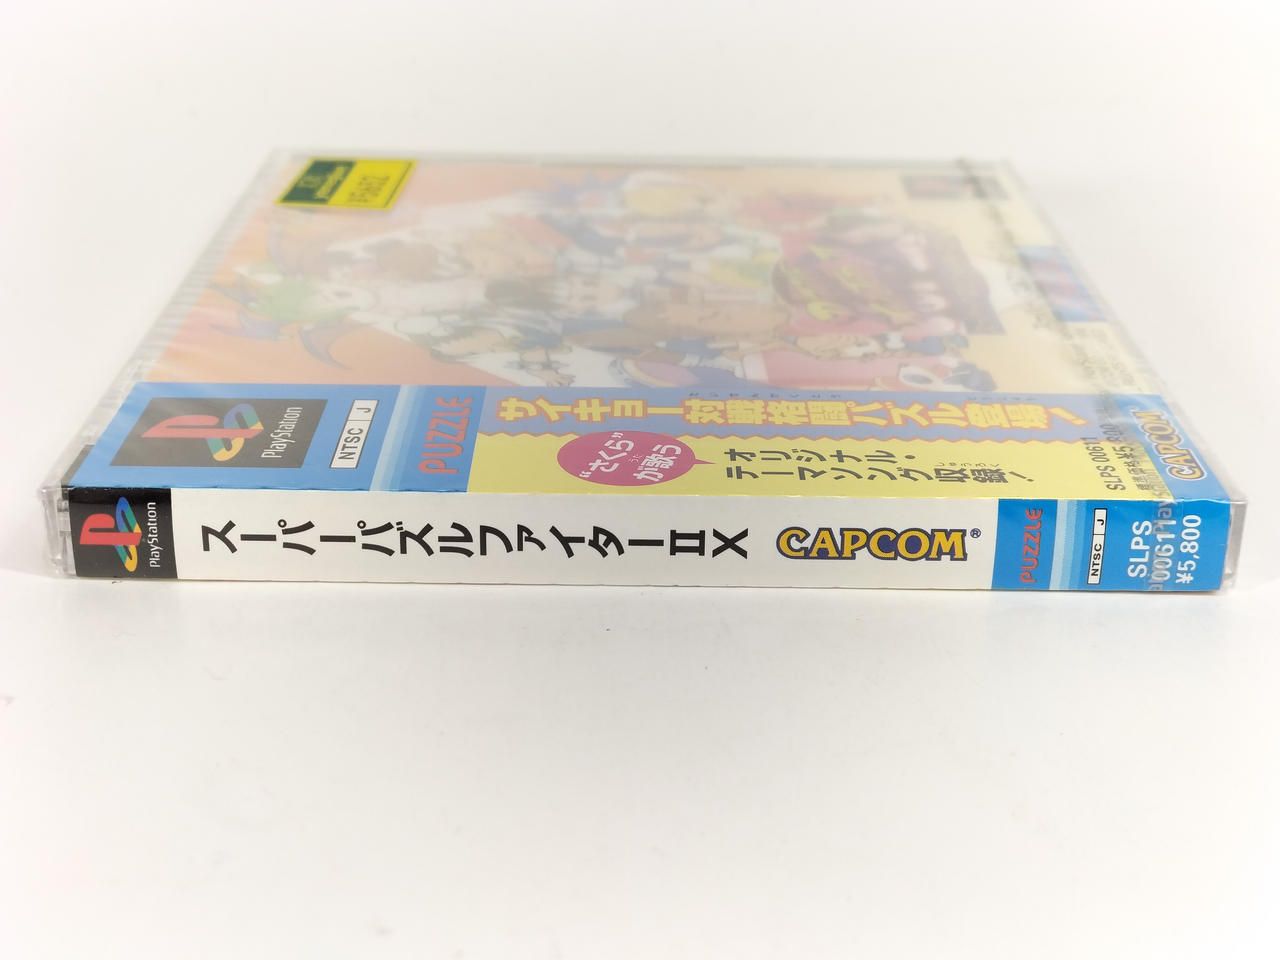 ¥5652
PlayStation
NTSC J
PUZZLE
サイキョー対戦格闘パズル登場!
"さくら"が歌う
オリジナル・
テーマソング収録!
SLPS 00611
CAPCOM
PlayStation
スーパーパズルファイターⅡX
CAPCOM®
PUZZLE
NTSC J
SLPS
00611
¥5,800